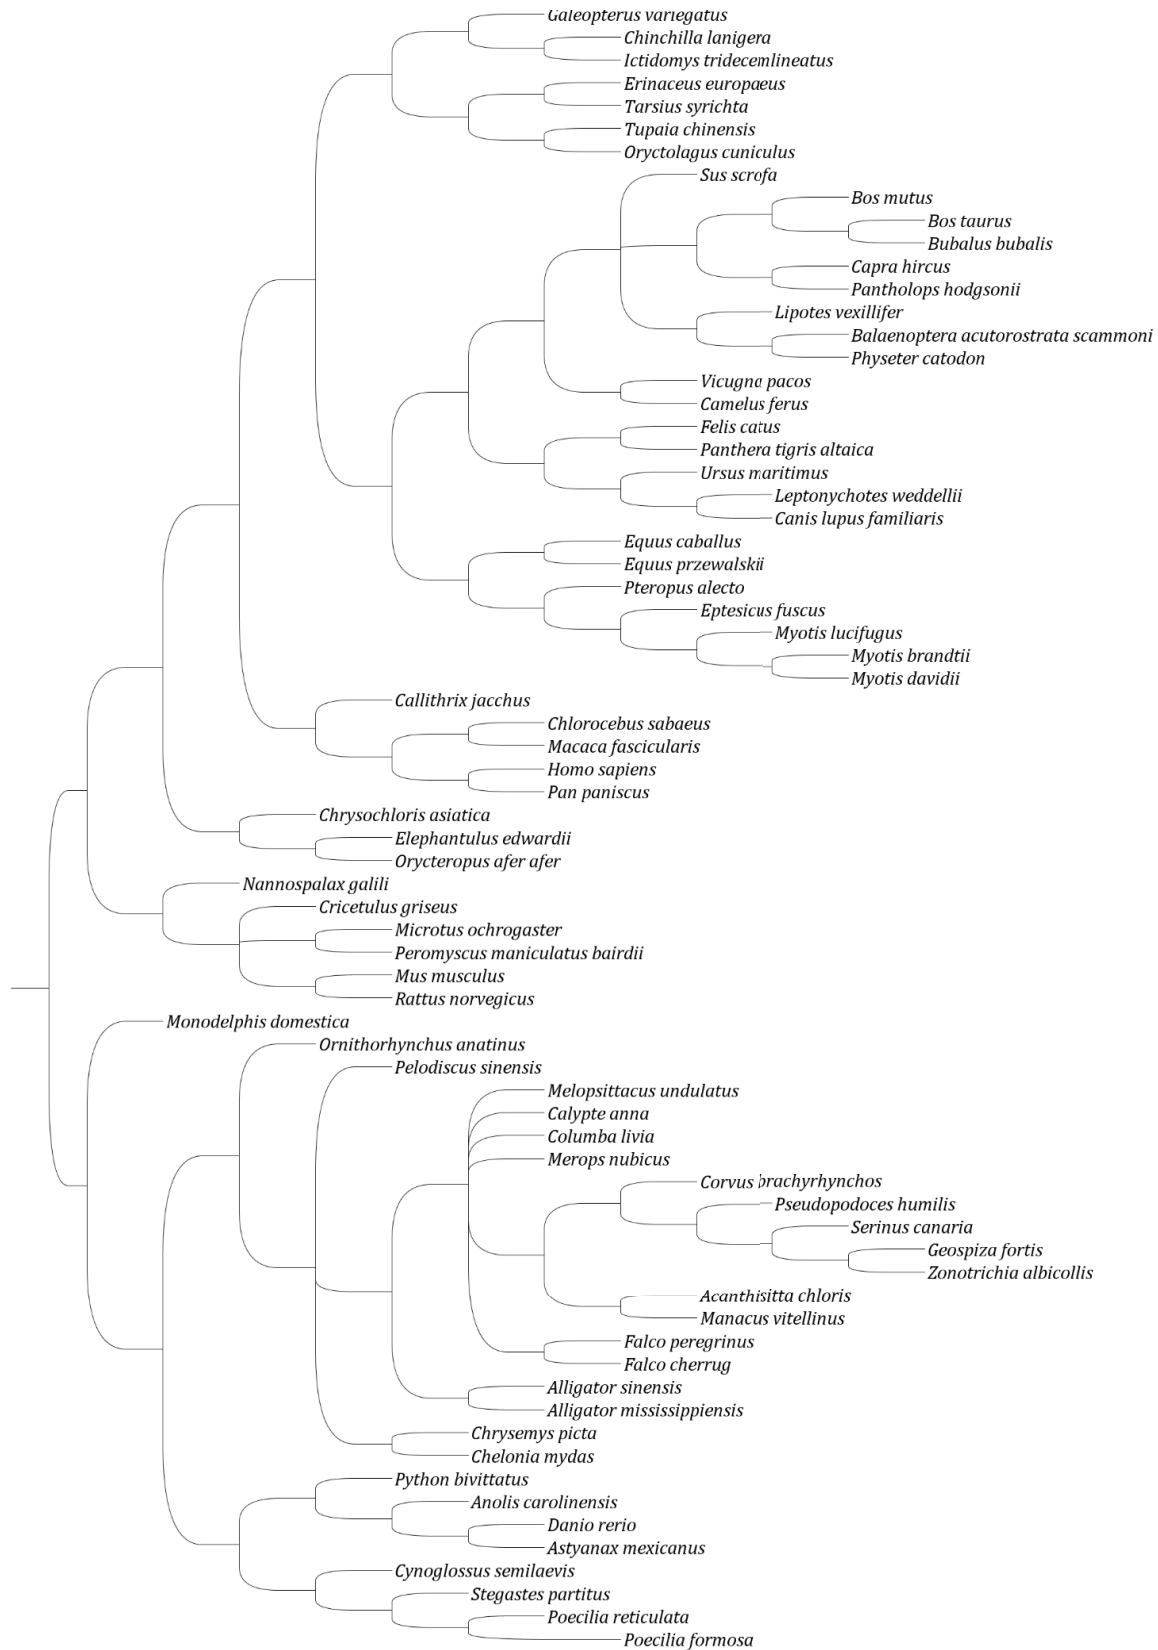 Galeopterus variegatus
Chinchilla lanigera
Ictidomys tridecemlineatus
Erinaceus europaeus
Tarsius syrichta
Tupaia chinensis
Oryctolagus cuniculus
Sus scrofa
Bos mutus
Bos taurus
Bubalus bubalis
Capra hircus
Pantholops hodgsonii
Lipotes vexillifer
Balaenoptera acutorostrata scammoni
Physeter catodon
Vicugna pacos
Camelus ferus
Felis catus
Panthera tigris altaica
Ursus maritimus
Leptonychotes weddellii
Canis lupus familiaris
Equus caballus
Equus przewalskii
Pteropus alecto
Eptesicus fuscus
Myotis lucifugus
Myotis brandtii
Myotis davidii
Callithrix jacchus
Chlorocebus sabaeus
Macaca fascicularis
Homo sapiens
Pan paniscus
Chrysochloris asiatica
Elephantulus edwardii
Orycteropus afer afer
Nannospalax galili
Cricetulus griseus
Microtus ochrogaster
Peromyscus maniculatus bairdii
Mus musculus
Rattus norvegicus
Monodelphis domestica
Ornithorhynchus anatinus
Pelodiscus sinensis
Melopsittacus undulatus
Calypte anna
Columba livia
Merops nubicus
Corvus brachyrhynchos
Pseudopodoces humilis
Serinus canaria
Geospiza fortis
Zonotrichia albicollis
Acanthisitta chloris
Manacus vitellinus
Falco peregrinus
Falco cherrug
Alligator sinensis
Alligator mississippiensis
Chrysemys picta
Chelonia mydas
Python bivittatus
Anolis carolinensis
Danio rerio
Astyanax mexicanus
Cynoglossus semilaevis
Stegastes partitus
Poecilia reticulata
Poecilia formosa